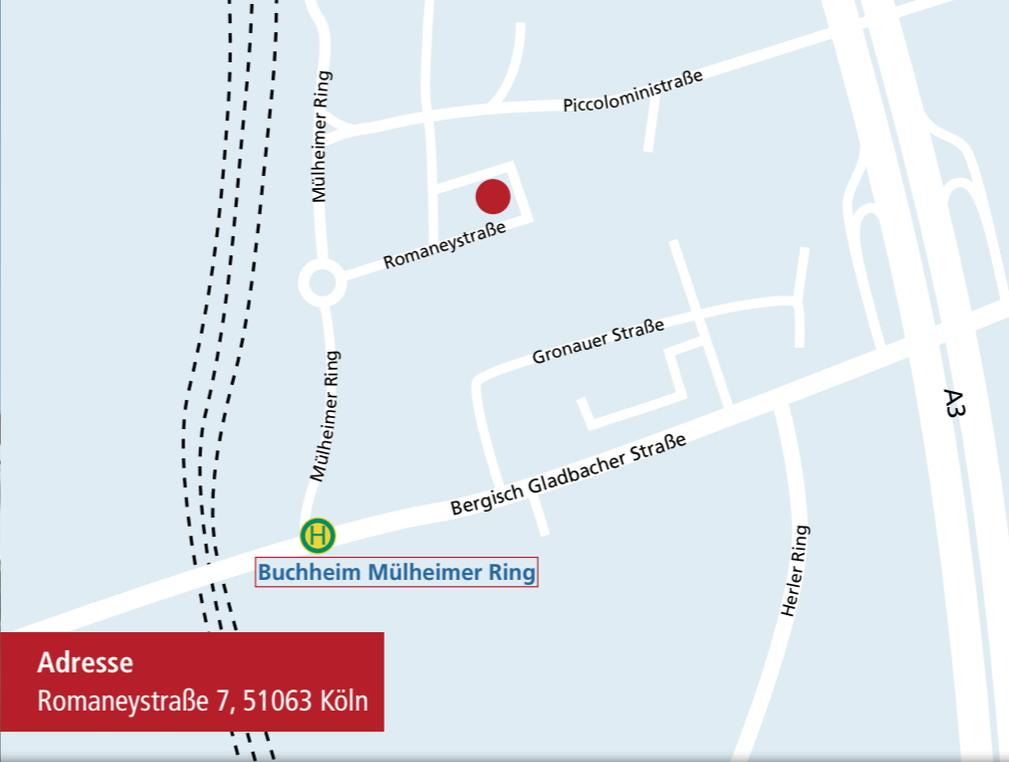 Mülheimer Ring
Piccoloministraße
Romaneystraße
Gronauer Straße
Mülheimer Ring
A3
Bergisch Gladbacher Straße
H
Buchheim Mülheimer Ring
Herler Ring
Adresse
Romaneystraße 7, 51063 Köln